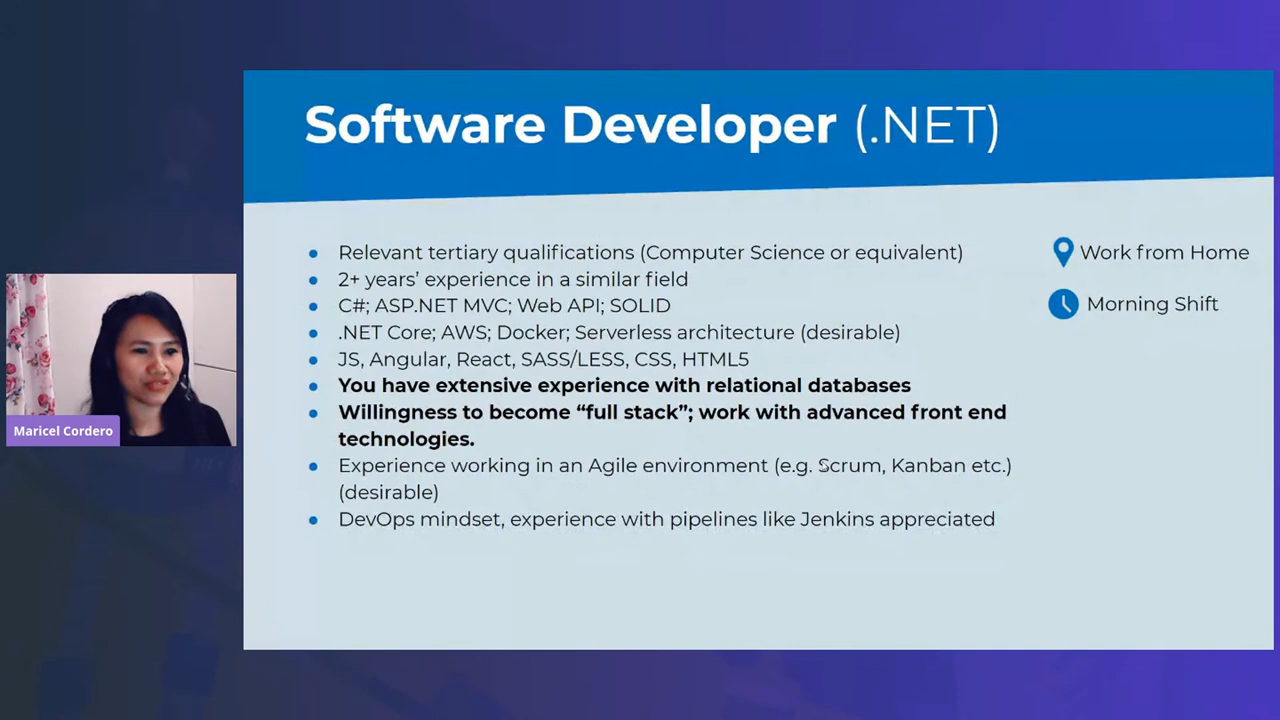 Software Developer (.NET)
• Relevant tertiary qualifications (Computer Science or equivalent)
• 2+ years’ experience in a similar field
• C#; ASP.NET MVC; Web API; SOLID
• .NET Core; AWS; Docker; Serverless architecture (desirable)
• JS, Angular, React, SASS/LESS, CSS, HTML5
• You have extensive experience with relational databases
• Willingness to become “full stack”; work with advanced front end
technologies.
• Experience working in an Agile environment (e.g. Scrum, Kanban etc.)
(desirable)
• DevOps mindset, experience with pipelines like Jenkins appreciated
Work from Home
Morning Shift
Maricel Cordero